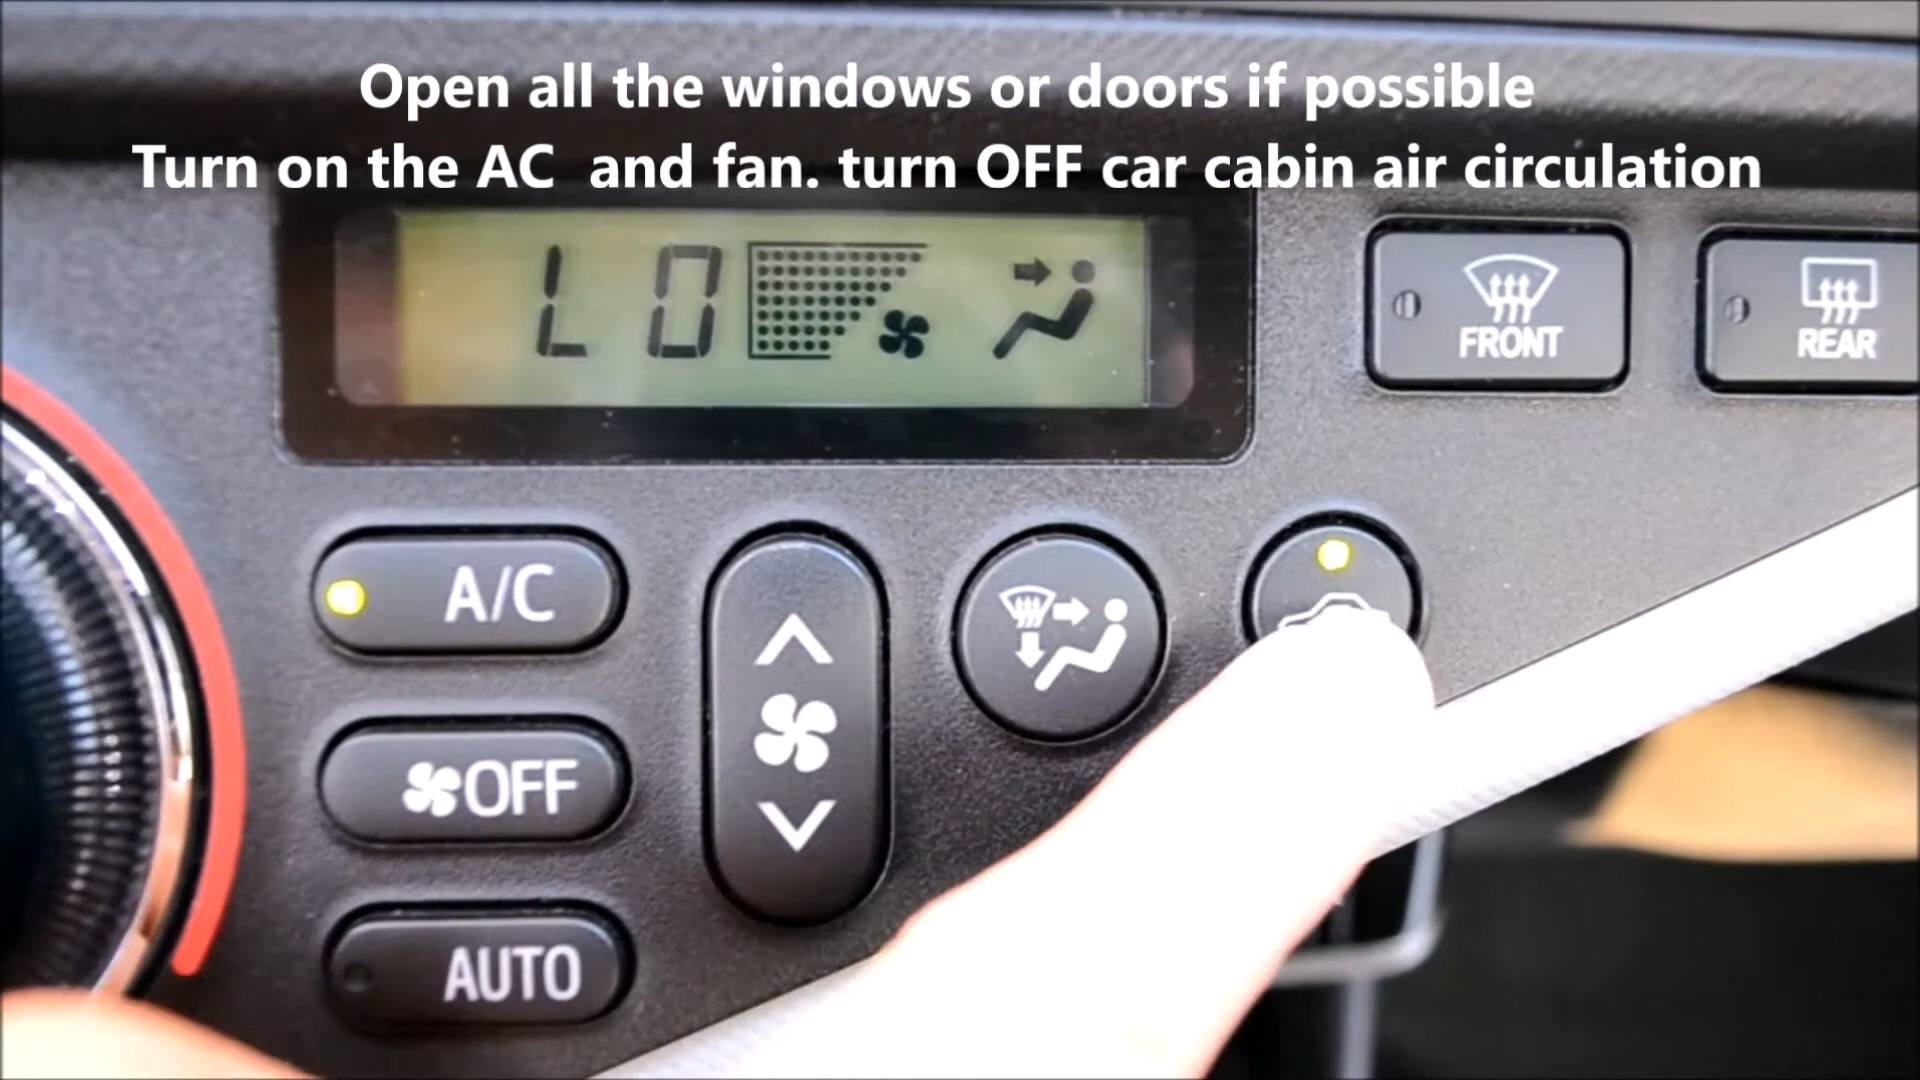 Open all the windows or doors if possible
Turn on the AC  and fan. turn OFF car cabin air circulation
LO
FRONT
REAR
A/C
OFF
AUTO